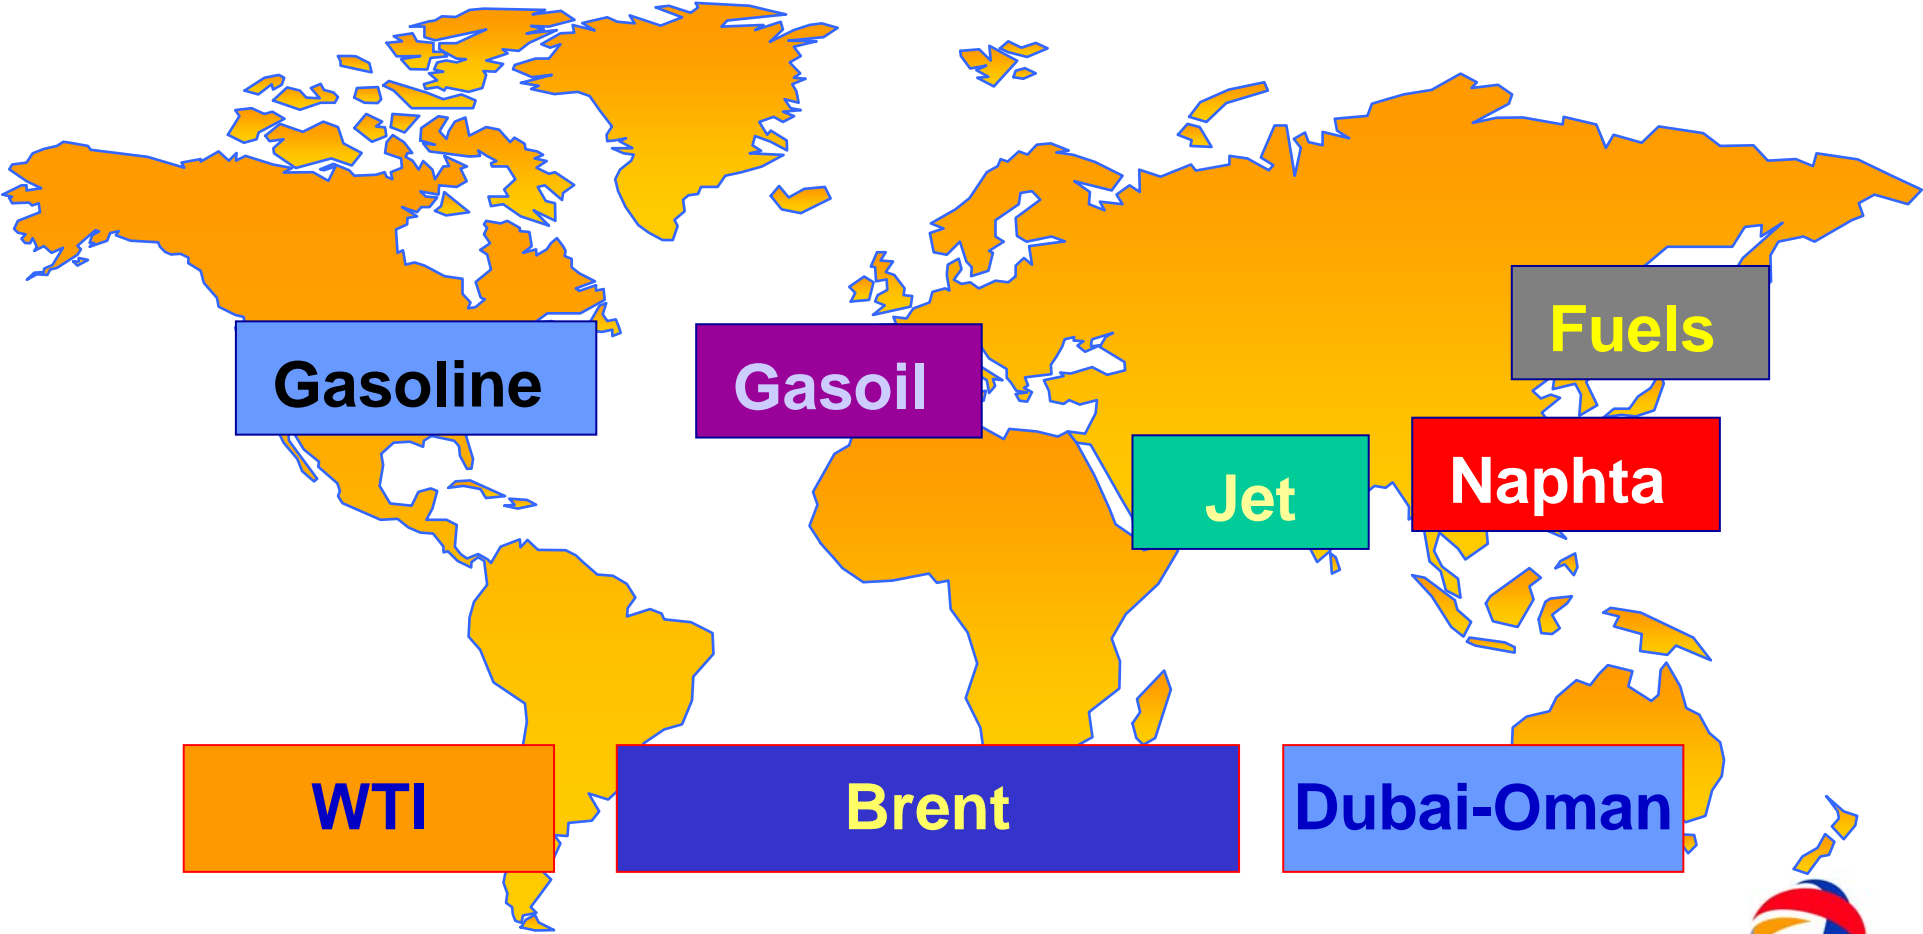 Fuels
Gasoline
Gasoil
Jet
Naphta
WTI
Brent
Dubai-Oman